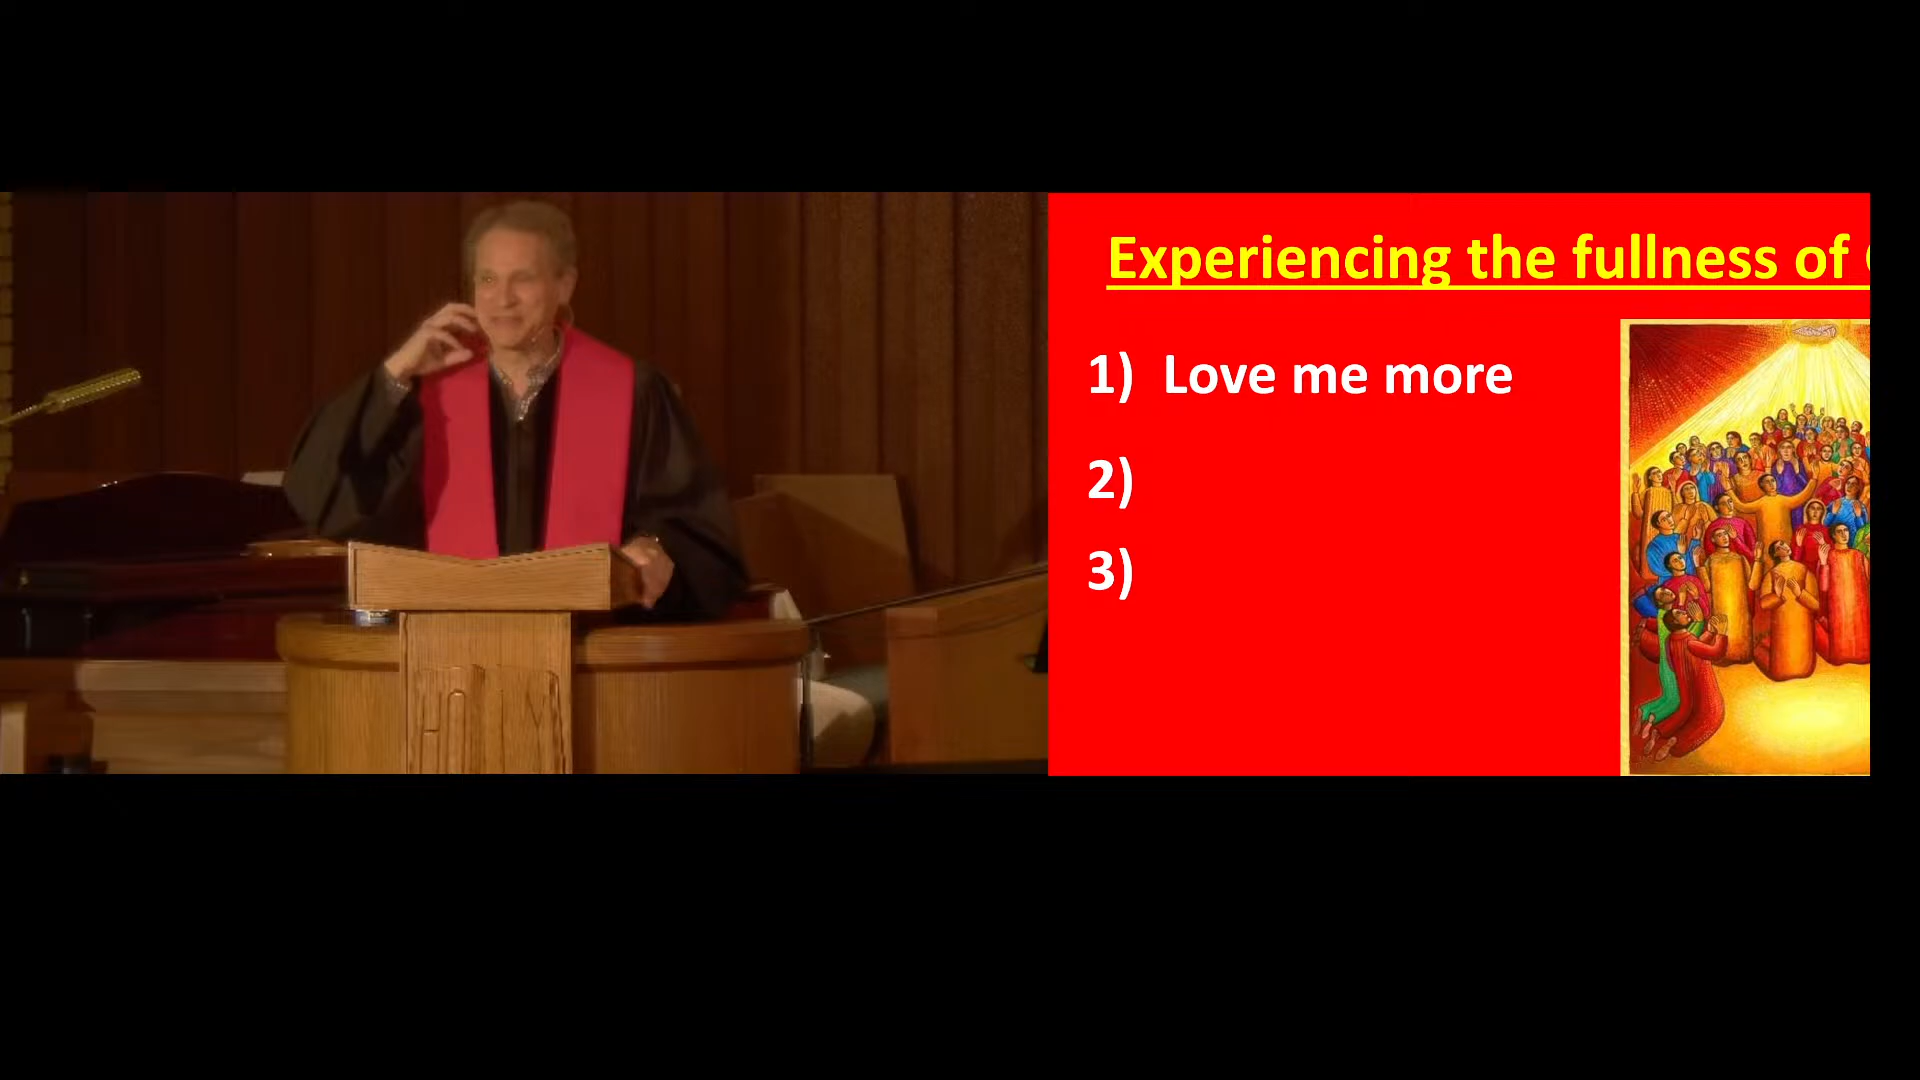 Experiencing the fullness of
1) Love me more
2)
3)